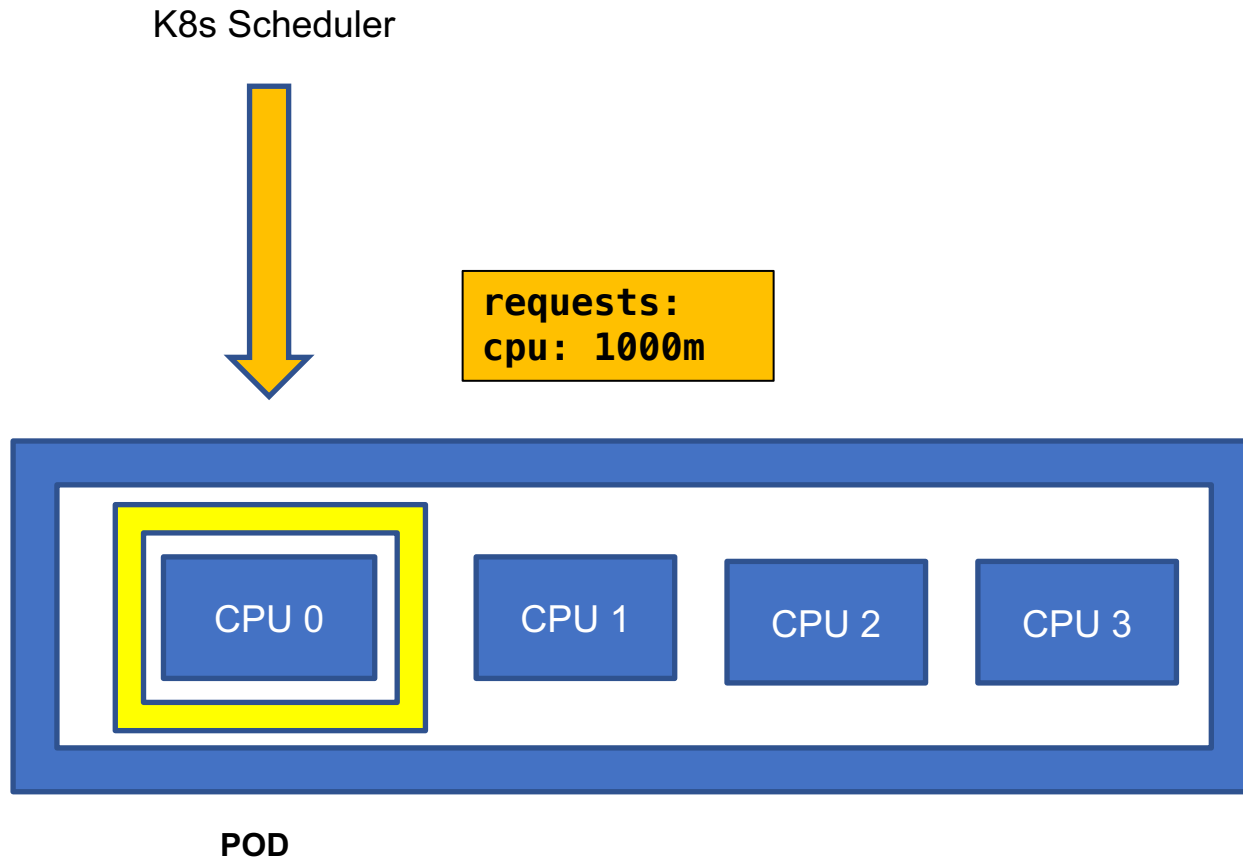 K8s Scheduler
requests:
cpu: 1000m
CPU 0
CPU 1
CPU 2
CPU 3
POD